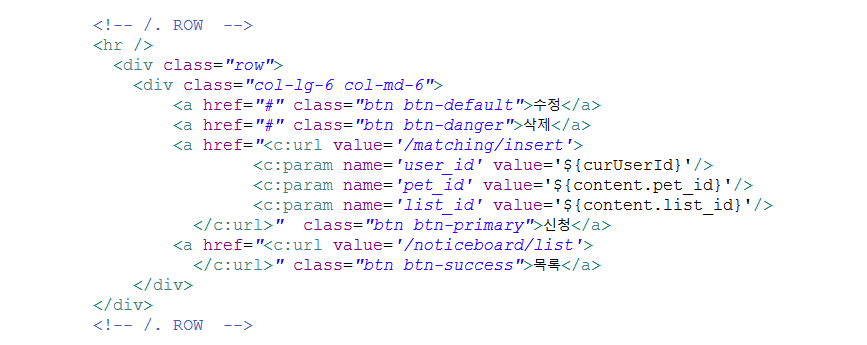 <!-- /. ROW  -->
<hr />
  <div class="row">
    <div class="col-lg-6 col-md-6">
        <a href="#" class="btn btn-default">수정</a>
        <a href="#" class="btn btn-danger">삭제</a>
        <a href="<c:url value='/matching/insert'>
                <c:param name='user_id' value='${curUserId}'/>
                <c:param name='pet_id' value='${content.pet_id}'/>
                <c:param name='list_id' value='${content.list_id}'/>
          </c:url>"  class="btn btn-primary">신청</a>
        <a href="<c:url value='/noticeboard/list'>
          </c:url>" class="btn btn-success">목록</a>
    </div>
</div>
<!-- /. ROW  -->